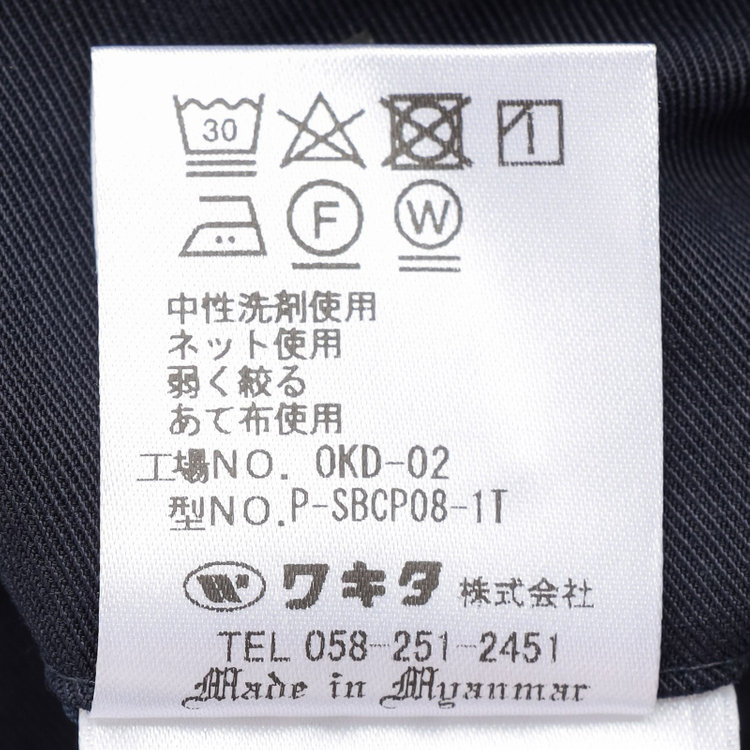 30
F W
中性洗剤使用
ネット使用
弱く絞る
あて布使用
工場NO. OKD-02
型NO. P-SBCP08-1T
W ワキタ 株式会社
TEL 058-251-2451
Made in Myanmar